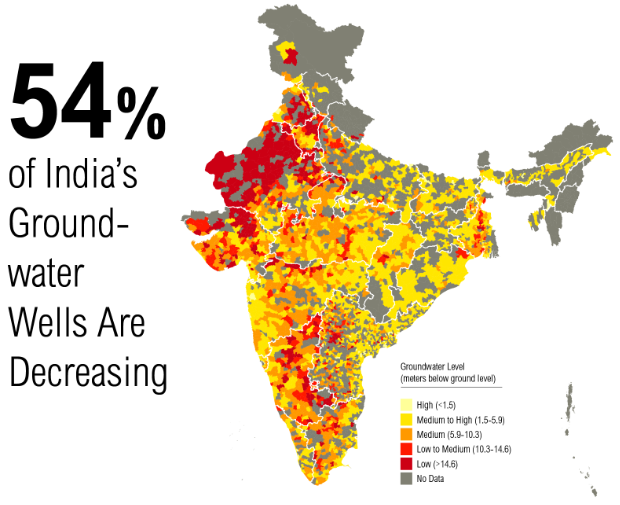 54%
of India's
Ground-
water
Wells Are
Decreasing
Groundwater Level
(meters below ground level)
High (<1.5)
Medium to High (1.5-5.9)
Medium (5.9-10.3)
Low to Medium (10.3-14.6)
Low (>14.6)
No Data